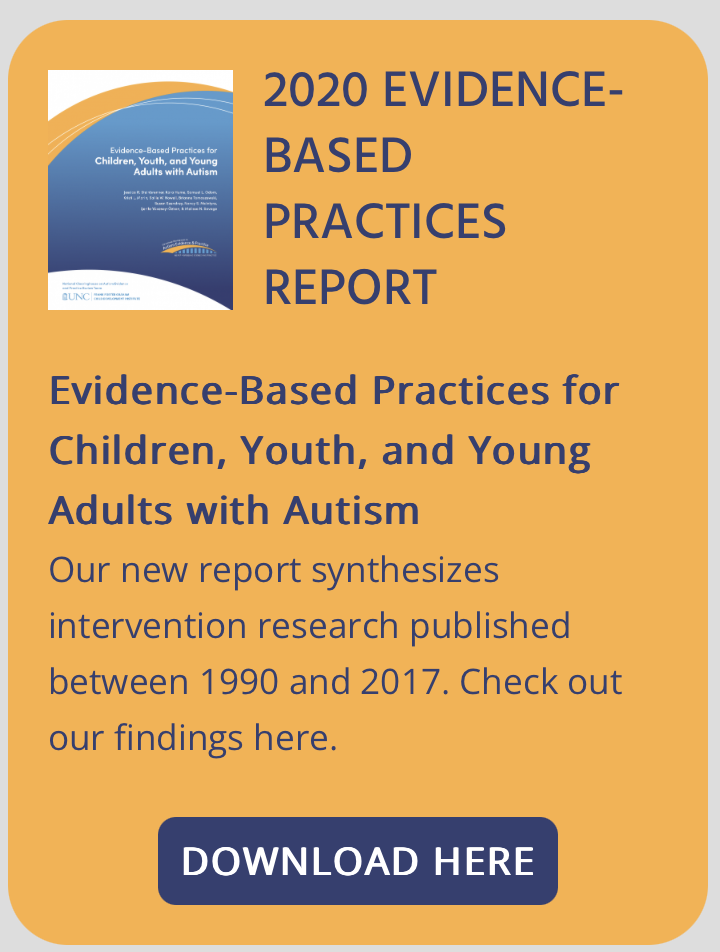 2020 EVIDENCE-
BASED
PRACTICES
REPORT
Evidence-Based Practices for
Children, Youth, and Young
Adults with Autism
UNC
Evidence-Based Practices for
Children, Youth, and Young
Adults with Autism
Our new report synthesizes
intervention research published
between 1990 and 2017. Check out
our findings here.
DOWNLOAD HERE